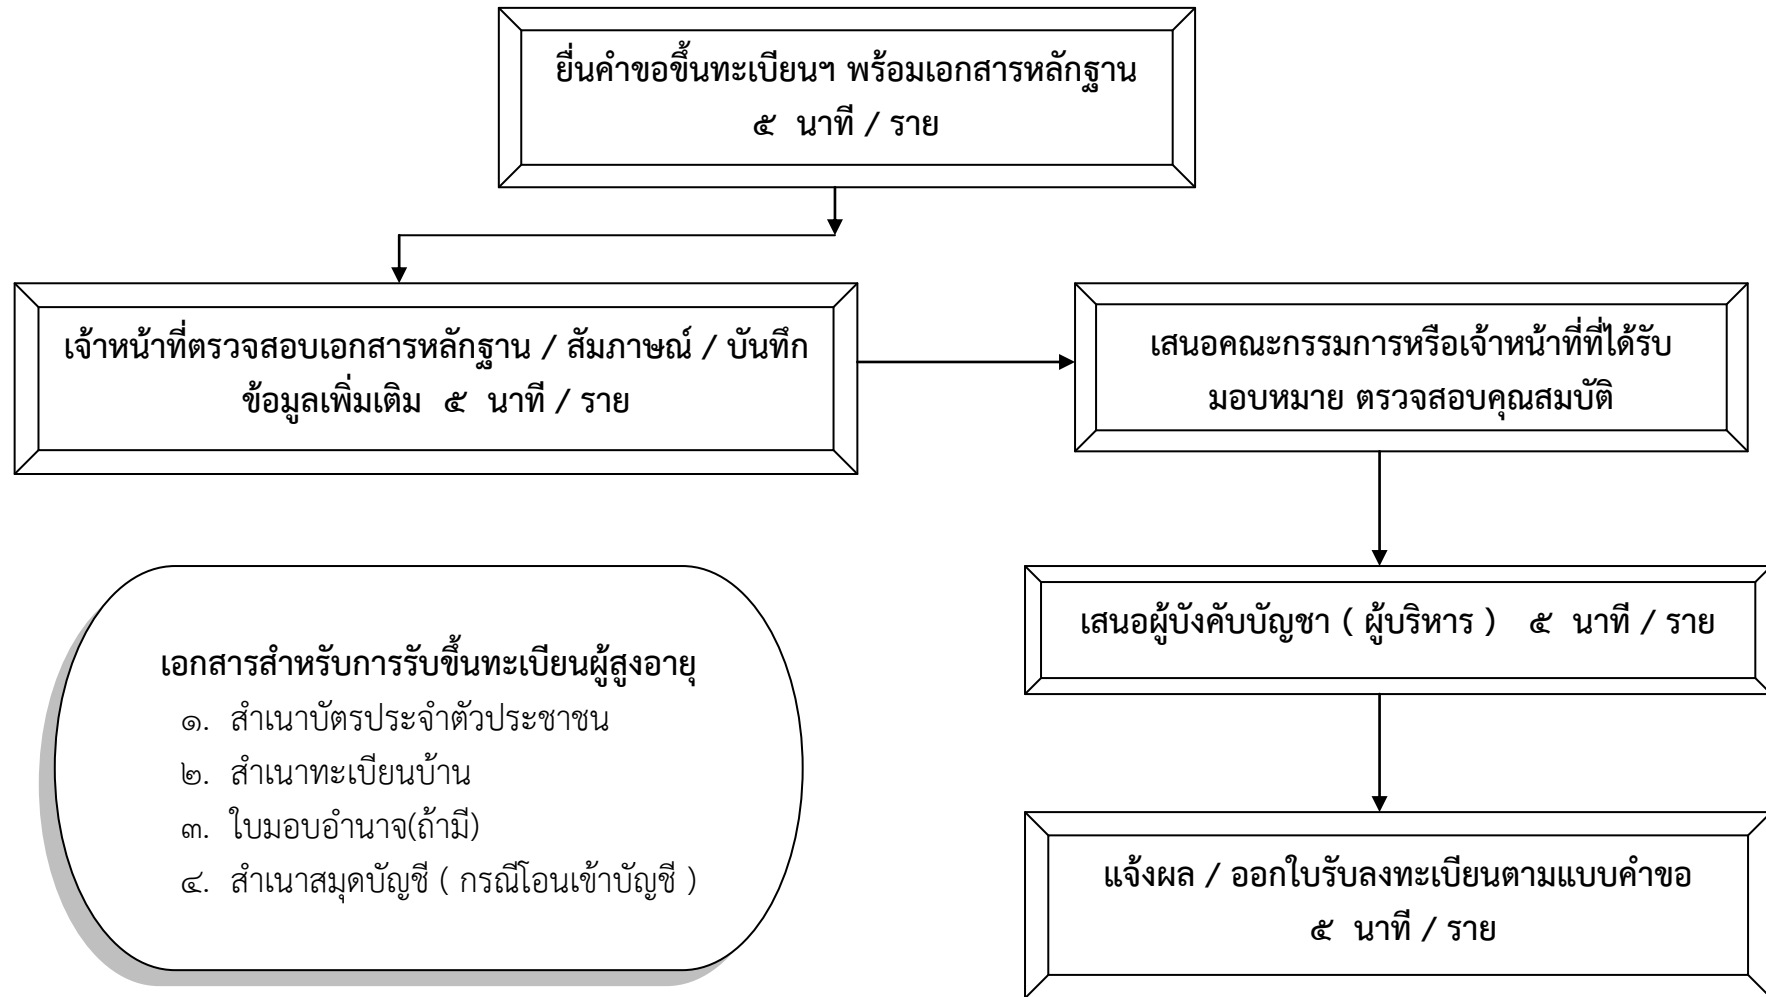 ยื่นคำขอขึ้นทะเบียนฯ พร้อมเอกสารหลักฐาน
๕ นาที / ราย
เจ้าหน้าที่ตรวจสอบเอกสารหลักฐาน / สัมภาษณ์ / บันทึก
ข้อมูลเพิ่มเติม ๕ นาที / ราย
เสนอคณะกรรมการหรือเจ้าหน้าที่ที่ได้รับ
มอบหมาย ตรวจสอบคุณสมบัติ
เสนอผู้บังคับบัญชา ( ผู้บริหาร ) ๕ นาที / ราย
แจ้งผล / ออกใบรับลงทะเบียนตามแบบคำขอ
๕ นาที / ราย
เอกสารสำหรับการรับขึ้นทะเบียนผู้สูงอายุ
๑. สำเนาบัตรประจำตัวประชาชน
๒. สำเนาทะเบียนบ้าน
๓. ใบมอบอำนาจ(ถ้ามี)
๔. สำเนาสมุดบัญชี ( กรณีโอนเข้าบัญชี )